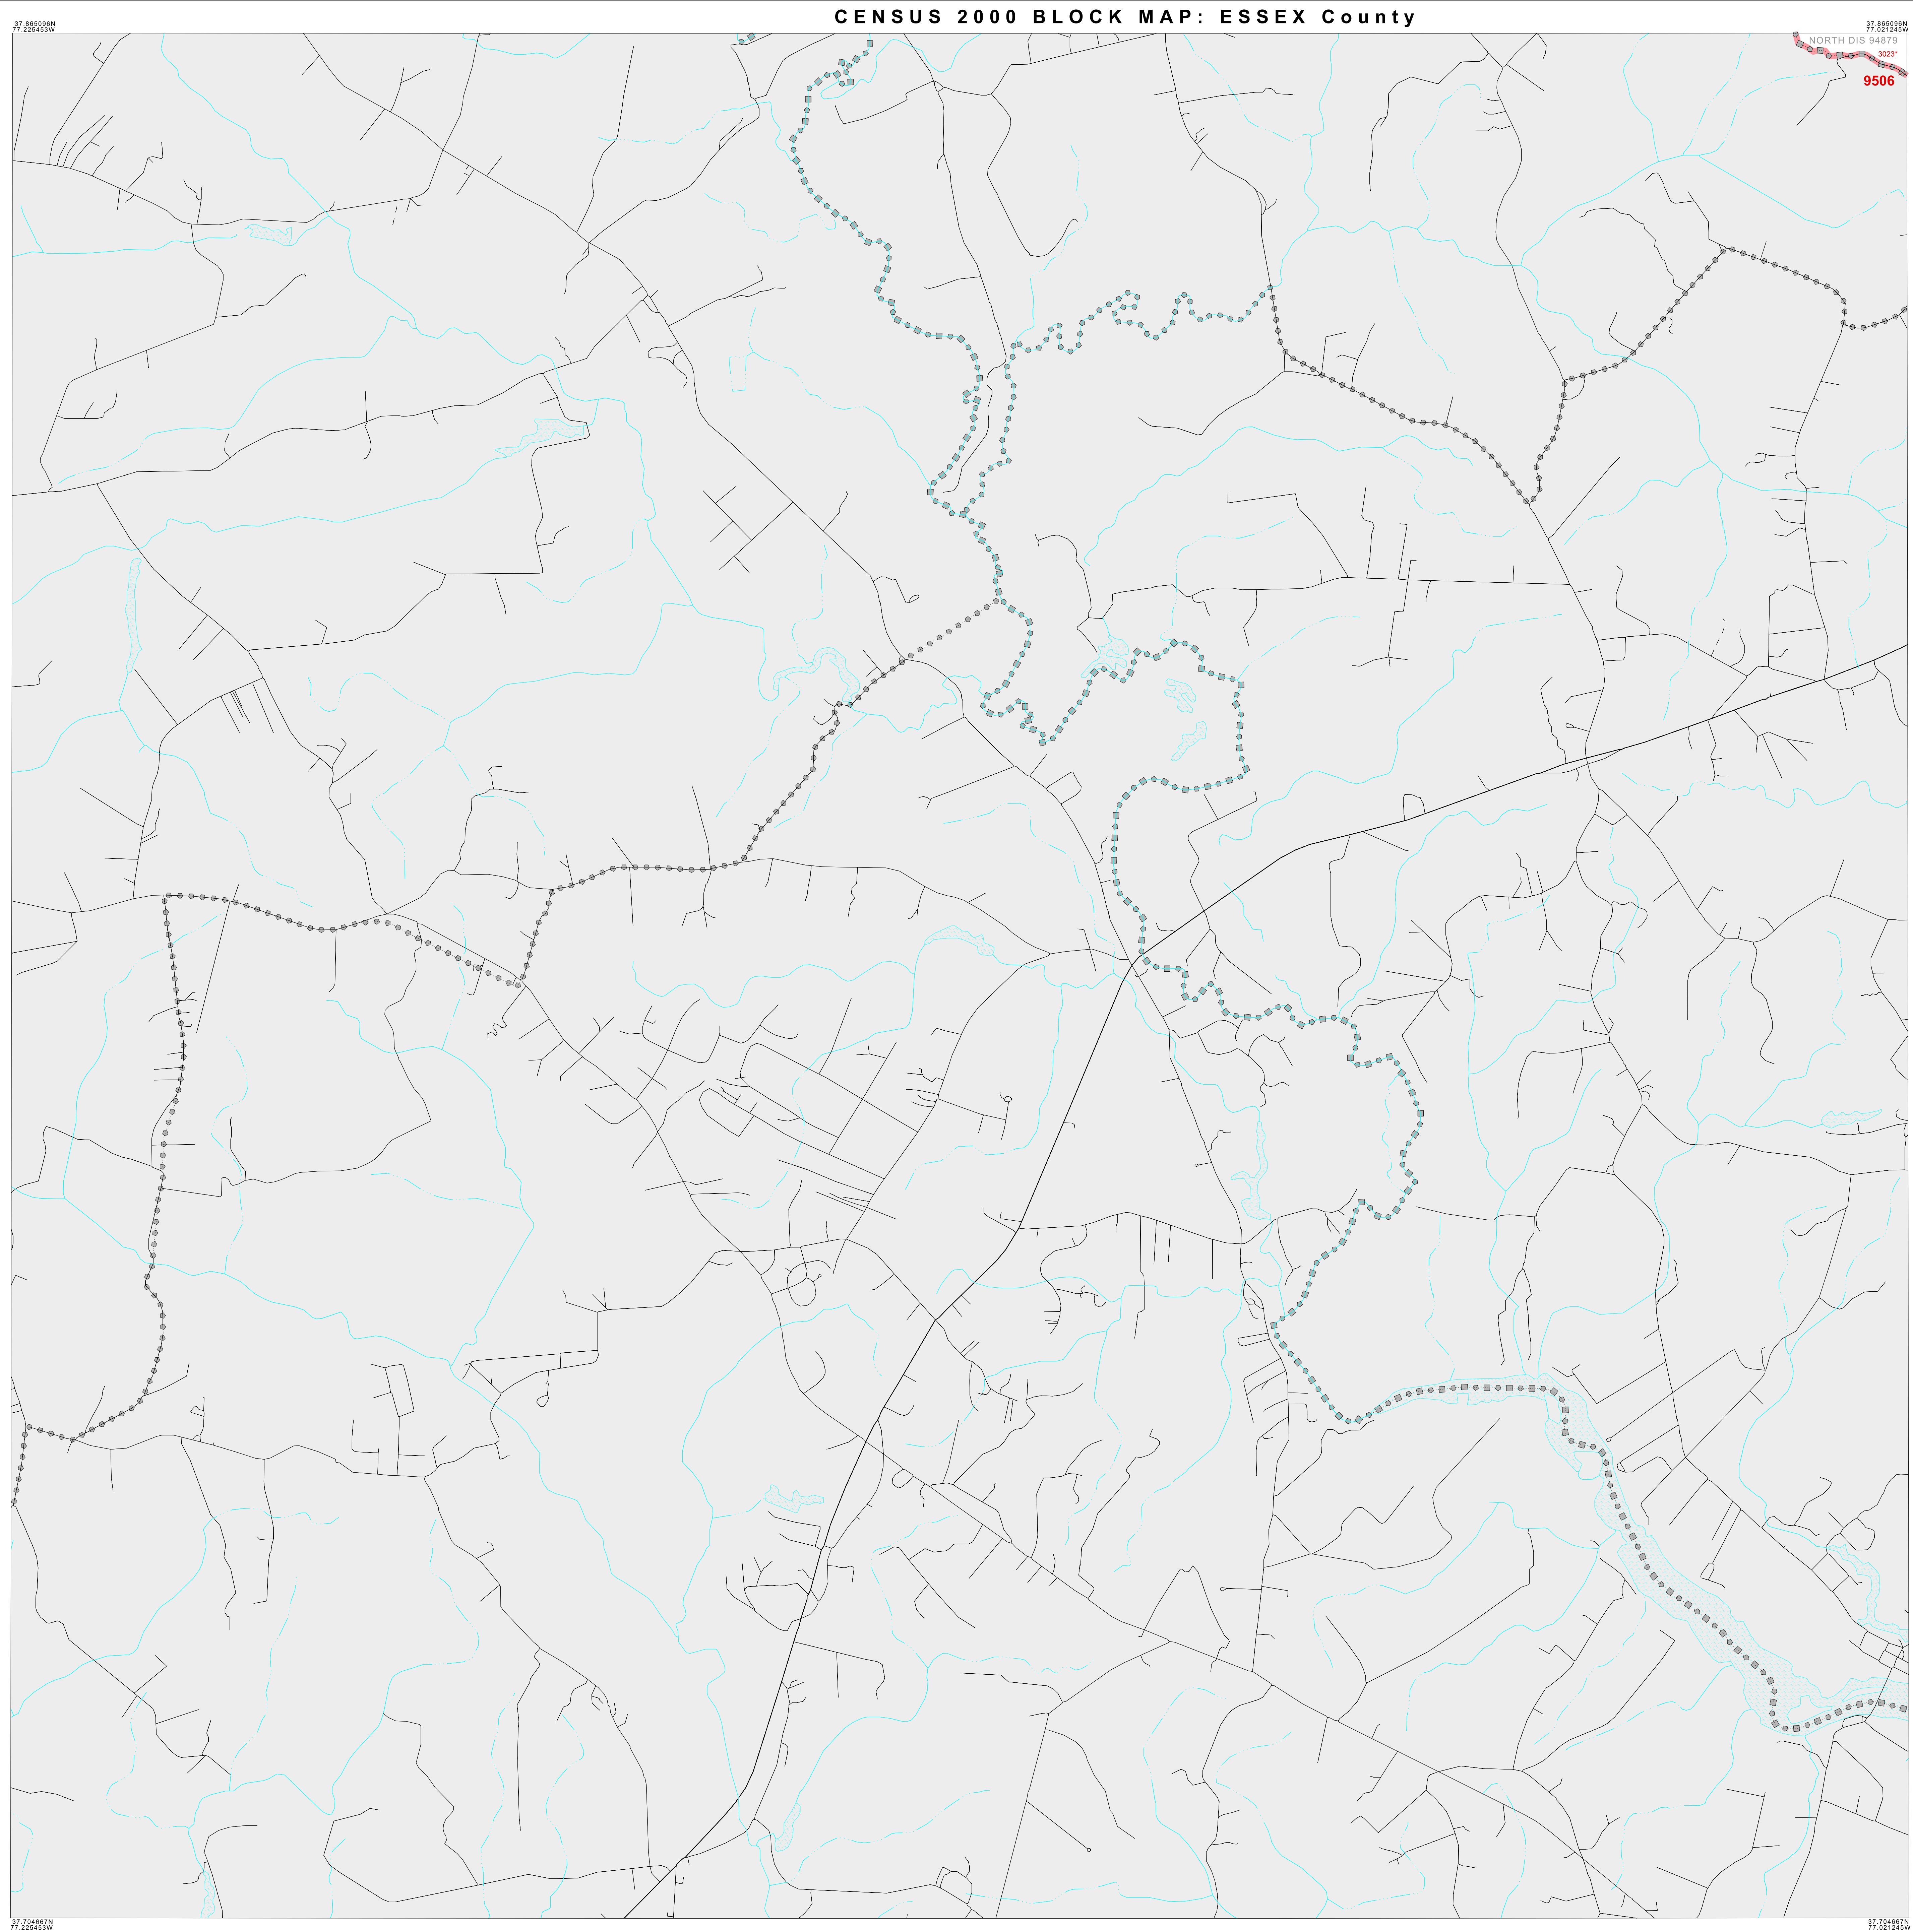 CENSUS 2000 BLOCK MAP: ESSEX County
37.865096N
77.225453W
37.865096N
77.021245W
NORTH DIS 94879
3023*
9506
37.704667N
77.225453W
37.704667N
77.021245W